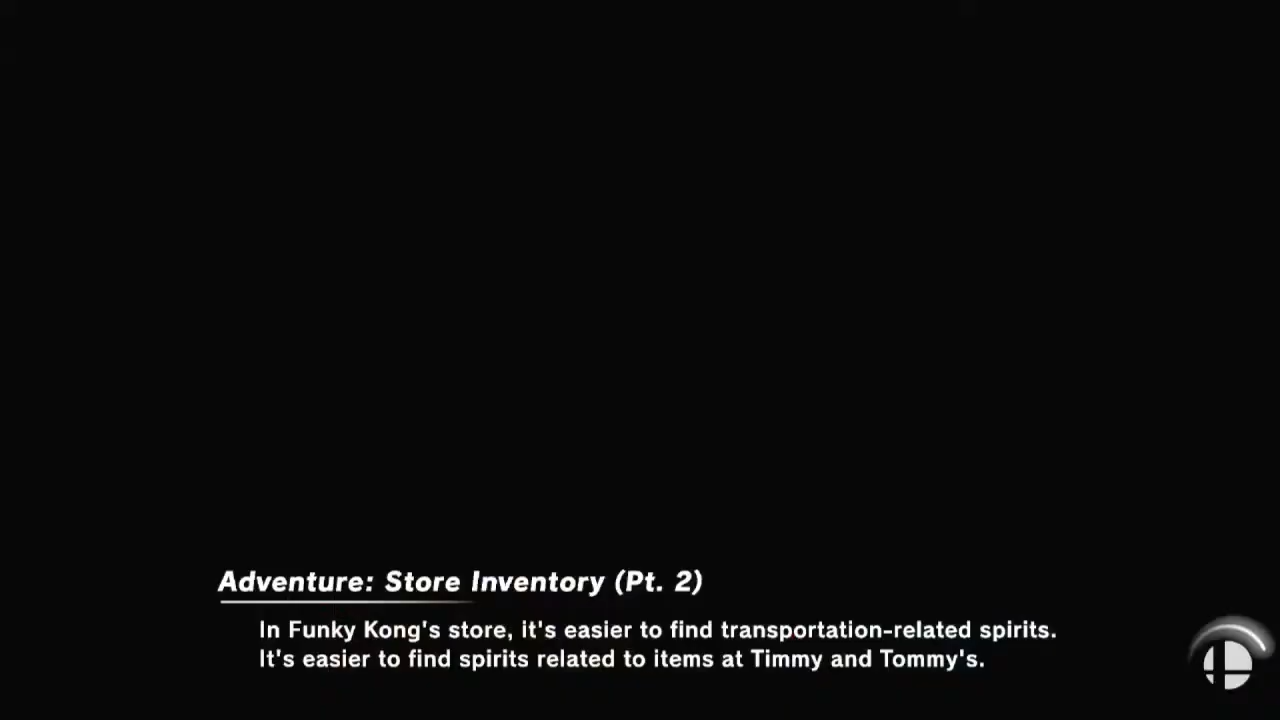 Adventure: Store Inventory (Pt. 2)
In Funky Kong's store, it's easier to find transportation-related spirits.
It's easier to find spirits related to items at Timmy and Tommy's.